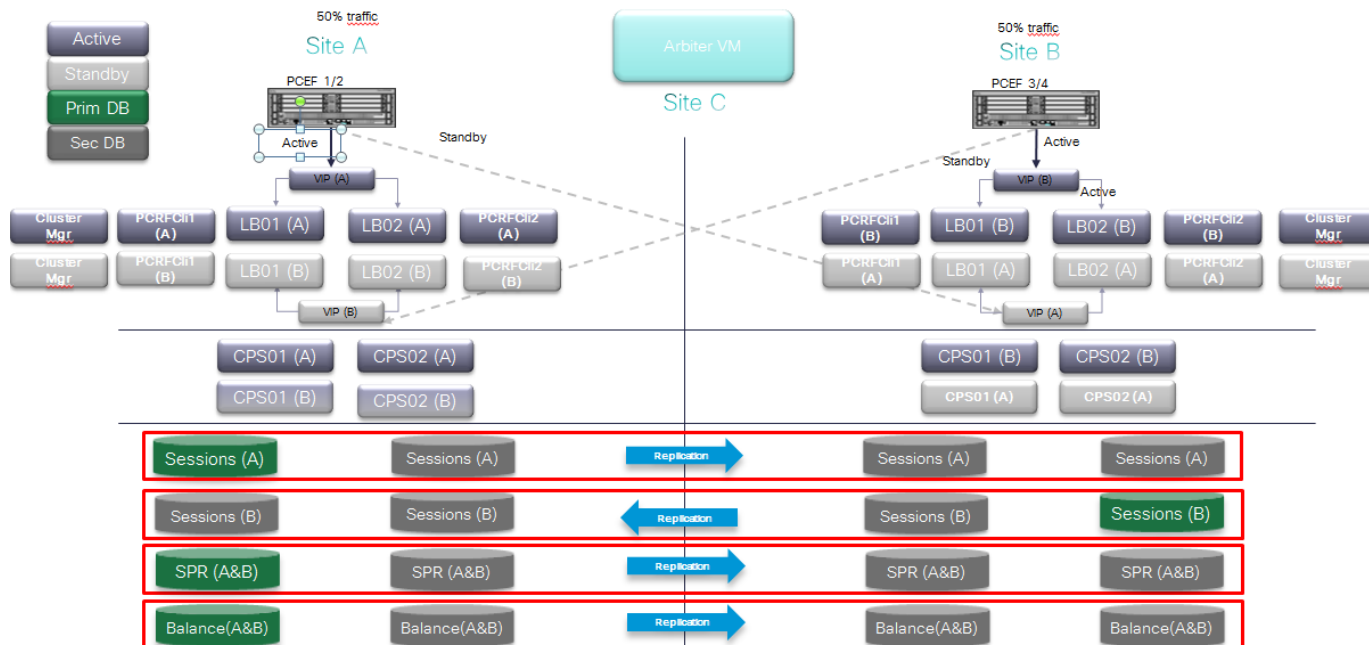 50% traffic
Site A
Active
Standby
Prim DB
Sec DB
PCEF 1/2
Active
Standby
VIP (A)
Arbiter VM
Site C
50% traffic
Site B
PCEF 3/4
Active
Standby
VIP (B)
Active
Cluster
Mgr
PCRFCli1
(A)
LB01 (A)
LB02 (A)
PCRFCli2
(A)
Cluster
Mgr
PCRFCli1
(B)
LB01 (B)
LB02 (B)
PCRFCli2
(B)
VIP (B)
PCRFCli1
(B)
LB01 (B)
LB02 (B)
PCRFCli2
(B)
Cluster
Mgr
PCRFCli1
(A)
LB01 (A)
LB02 (A)
PCRFCli2
(A)
Cluster
Mgr
VIP (A)
CPS01 (A)
CPS02 (A)
CPS01 (B)
CPS02 (B)
CPS01 (B)
CPS02 (B)
CPS01 (A)
CPS02 (A)
Sessions (A)
Sessions (A)
Replication
Sessions (A)
Sessions (A)
Sessions (B)
Sessions (B)
Replication
Sessions (B)
Sessions (B)
SPR (A&B)
SPR (A&B)
Replication
SPR (A&B)
SPR (A&B)
Balance(A&B)
Balance(A&B)
Replication
Balance(A&B)
Balance(A&B)